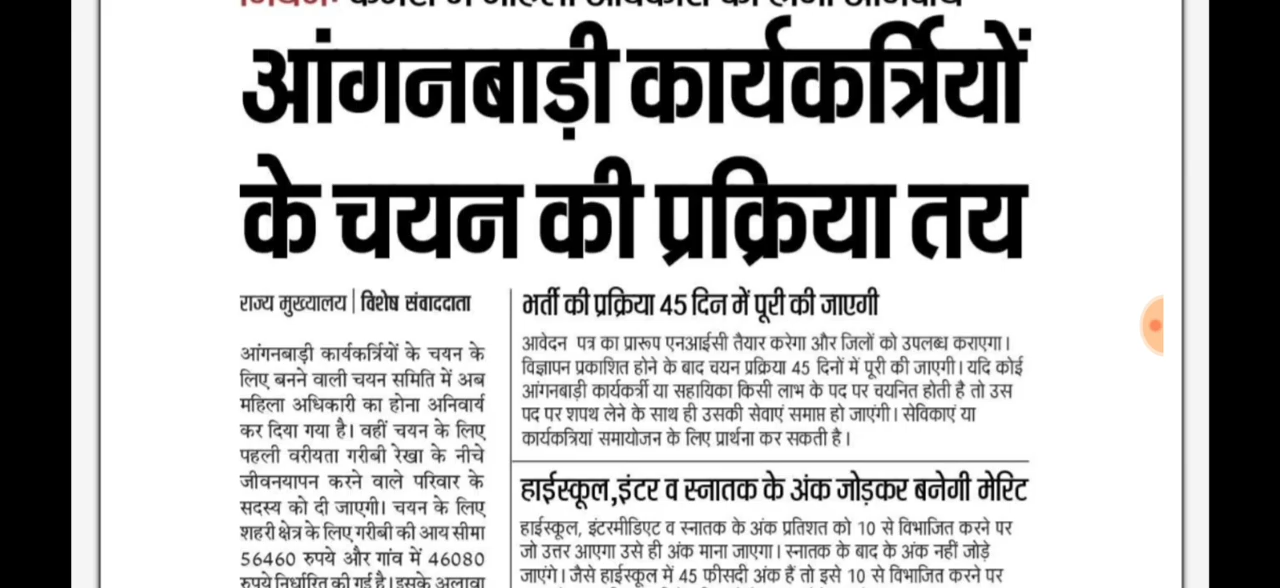 आंगनबाड़ी कार्यकर्त्रियों
के चयन की प्रक्रिया तय
राज्य मुख्यालय | विशेष संवाददाता
आंगनबाड़ी कार्यकर्त्रियों के चयन के
लिए बनने वाली चयन समिति में अब
महिला अधिकारी का होना अनिवार्य
कर दिया गया है। वहीं चयन के लिए
पहली वरीयता गरीबी रेखा के नीचे
जीवनयापन करने वाले परिवार के
सदस्य को दी जाएगी। चयन के लिए
शहरी क्षेत्र के लिए गरीबी की आय सीमा
56460 रुपये और गांव में 46080
रुपये निर्धारित की गई है। इसके अलावा
भर्ती की प्रक्रिया 45 दिन में पूरी की जाएगी
आवेदन पत्र का प्रारूप एनआईसी तैयार करेगा और जिलों को उपलब्ध कराएगा।
विज्ञापन प्रकाशित होने के बाद चयन प्रक्रिया 45 दिनों में पूरी की जाएगी। यदि कोई
आंगनबाड़ी कार्यकर्त्री या सहायिका किसी लाभ के पद पर चयनित होती है तो उस
पद पर शपथ लेने के साथ ही उसकी सेवाएं समाप्त हो जाएंगी। सेविकाएं या
कार्यकत्रियां समायोजन के लिए प्रार्थना कर सकती है।
हाईस्कूल,इंटर व स्नातक के अंक जोड़कर बनेगी मेरिट
हाईस्कूल, इंटरमीडिएट व स्नातक के अंक प्रतिशत को 10 से विभाजित करने पर
जो उत्तर आएगा उसे ही अंक माना जाएगा। स्नातक के बाद के अंक नहीं जोड़े
जाएंगे। जैसे हाईस्कूल में 45 फीसदी अंक हैं तो इसे 10 से विभाजित करने पर